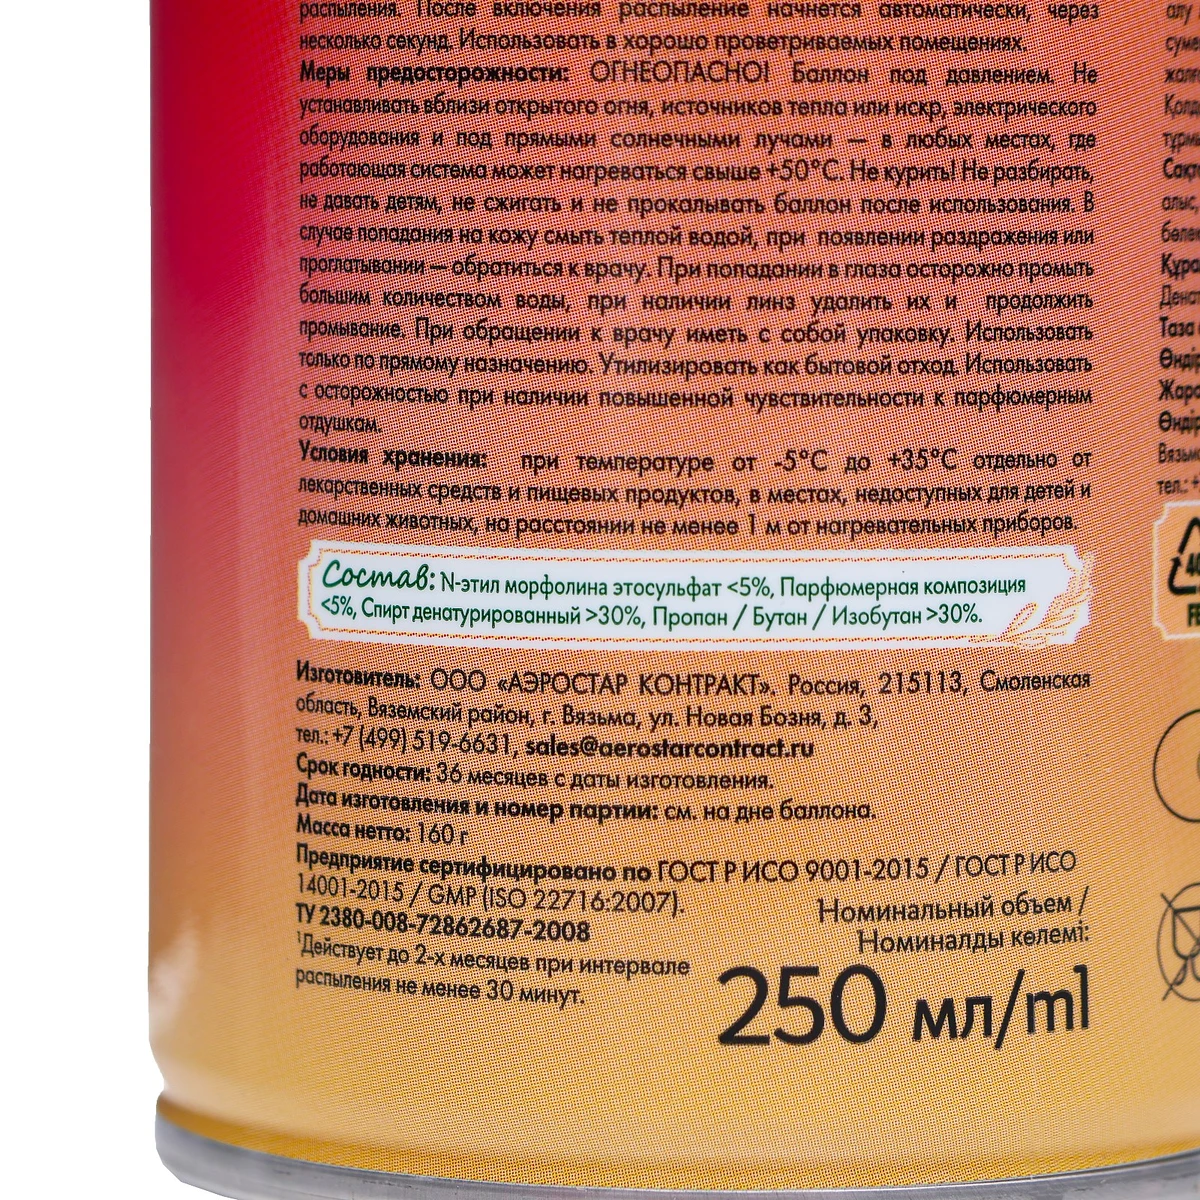 распыления. После включения распыление начнется автоматически, через
несколько секунд. Использовать в хорошо проветриваемых помещениях.
Меры предосторожности: ОГНЕОПАСНО! Баллон под давлением. Не
устанавливать вблизи открытого огня, источников тепла или искр, электрического
оборудования и под прямыми солнечными лучами — в любых местах, где
работающая система может нагреваться свыше +50°С. Не курить! Не разбирать,
не давать детям, не сжигать и не прокалывать баллон после использования. В
случае попадания на кожу смыть теплой водой, при появлении раздражения или
проглатывании — обратиться к врачу. При попадании в глаза осторожно промыть
большим количеством воды, при наличии линз удалить их и продолжить
промывание. При обращении к врачу иметь с собой упаковку. Использовать
только по прямому назначению. Утилизировать как бытовой отход. Использовать
с осторожностью при наличии повышенной чувствительности к парфюмерным
отдушкам.
Условия хранения: при температуре от -5°С до +35°С отдельно от
лекарственных средств и пищевых продуктов, в местах, недоступных для детей и
домашних животных, на расстоянии не менее 1 м от нагревательных приборов.
Состав: N-этил морфолина этосульфат <5%, Парфюмерная композиция
<5%, Спирт денатурированный >30%, Пропан / Бутан / Изобутан >30%.
Изготовитель: ООО «АЭРОСТАР КОНТРАКТ». Россия, 215113, Смоленская
область, Вяземский район, г. Вязьма, ул. Новая Бозня, д. 3,
тел.: +7 (499) 519-6631, sales@aerostarcontract.ru
Срок годности: 36 месяцев с даты изготовления.
Дата изготовления и номер партии: см. на дне баллона.
Масса нетто: 160 г
Предприятие сертифицировано по ГОСТ Р ИСО 9001-2015 / ГОСТ Р ИСО
14001-2015 / GMP (ISO 22716:2007).
ТУ 2380-008-72862687-2008
¹Действует до 2-х месяцев при интервале
распыления не менее 30 минут.
Номинальный объем /
Номиналды көлемі:
250 мл/ml